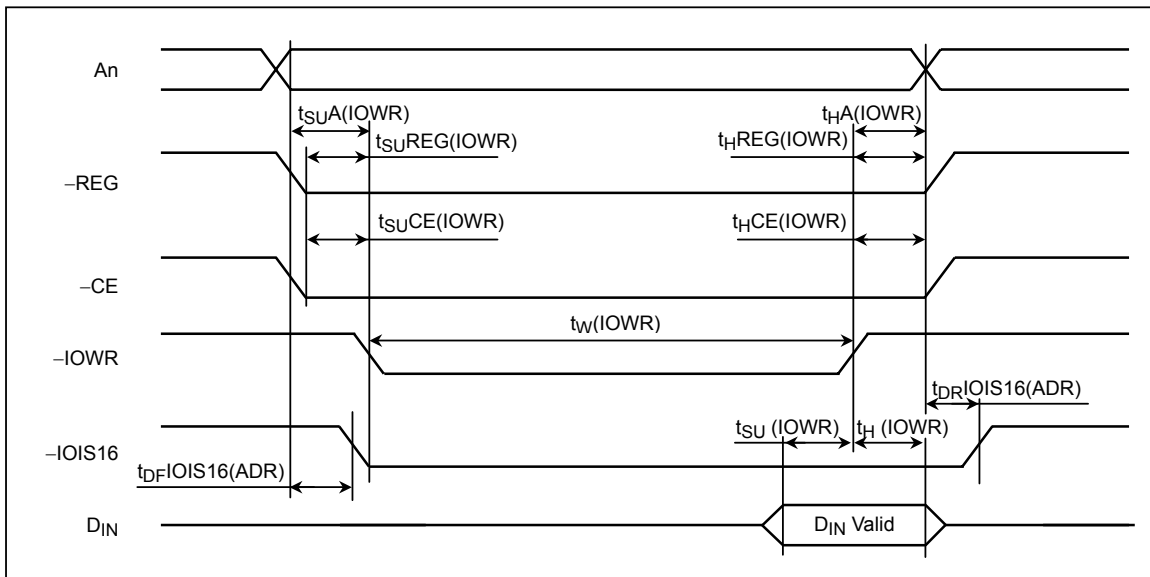 An
tSUA(IOWR) tHA(IOWR)
tSUREG(IOWR) tHREG(IOWR)
–REG
tSUCE(IOWR) tHCE(IOWR)
–CE
tW(IOWR)
–IOWR
tDRIOIS16(ADR)
tSU (IOWR) tH (IOWR)
–IOIS16
tDFIOIS16(ADR)
DIN DIN Valid